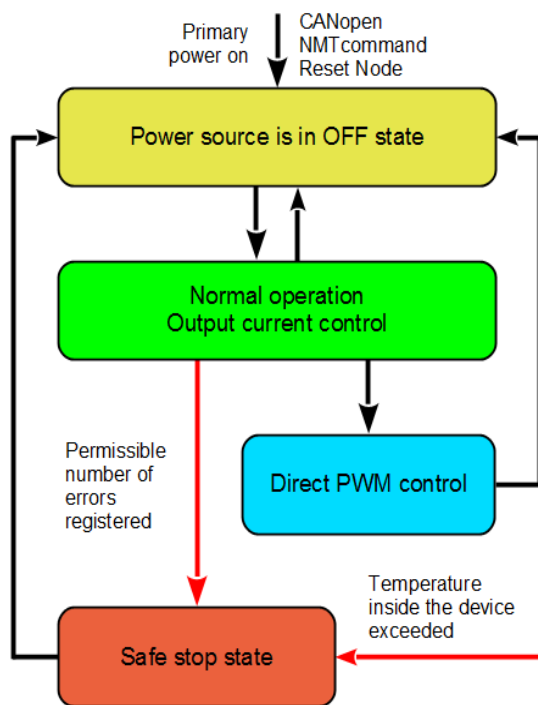 Primary
power on
CANopen
NMTcommand
Reset Node
Power source is in OFF state
Normal operation
Output current control
Permissible
number of
errors
registered
Direct PWM control
Temperature
inside the device
exceeded
Safe stop state